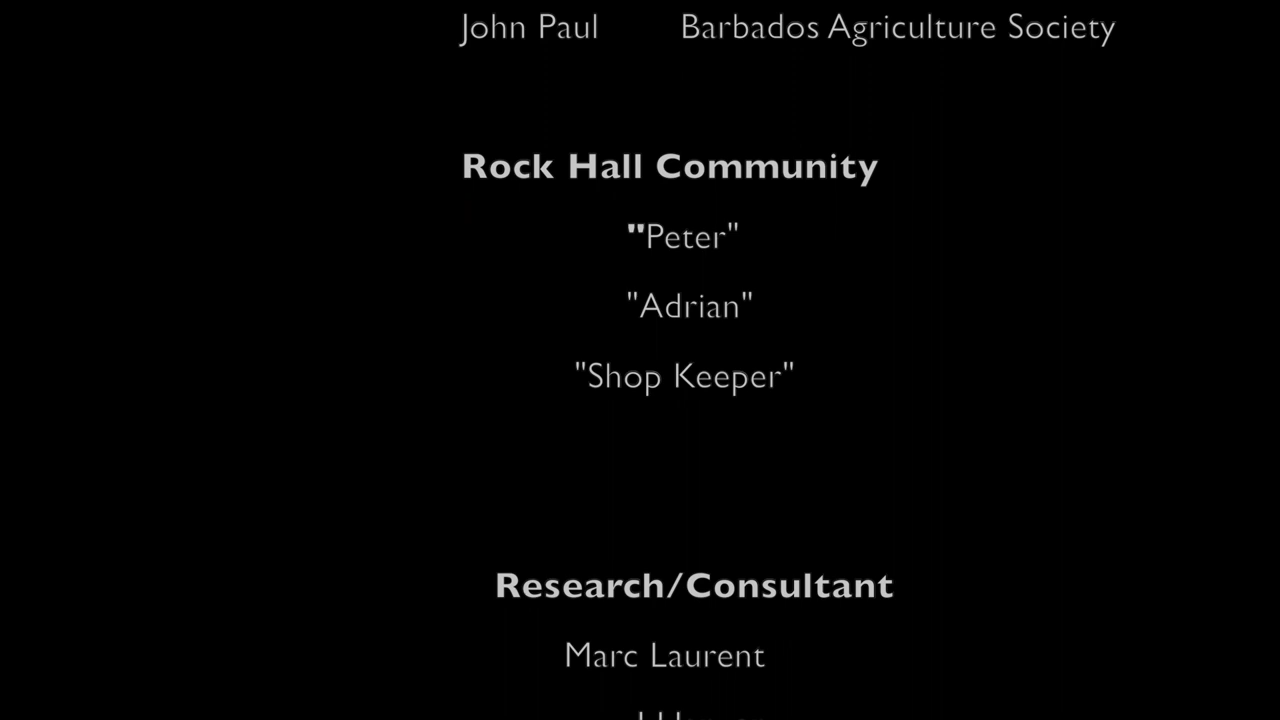 John Paul Barbados Agriculture Society
Rock Hall Community
"Peter"
"Adrian"
"Shop Keeper"
Research/Consultant
Marc Laurent